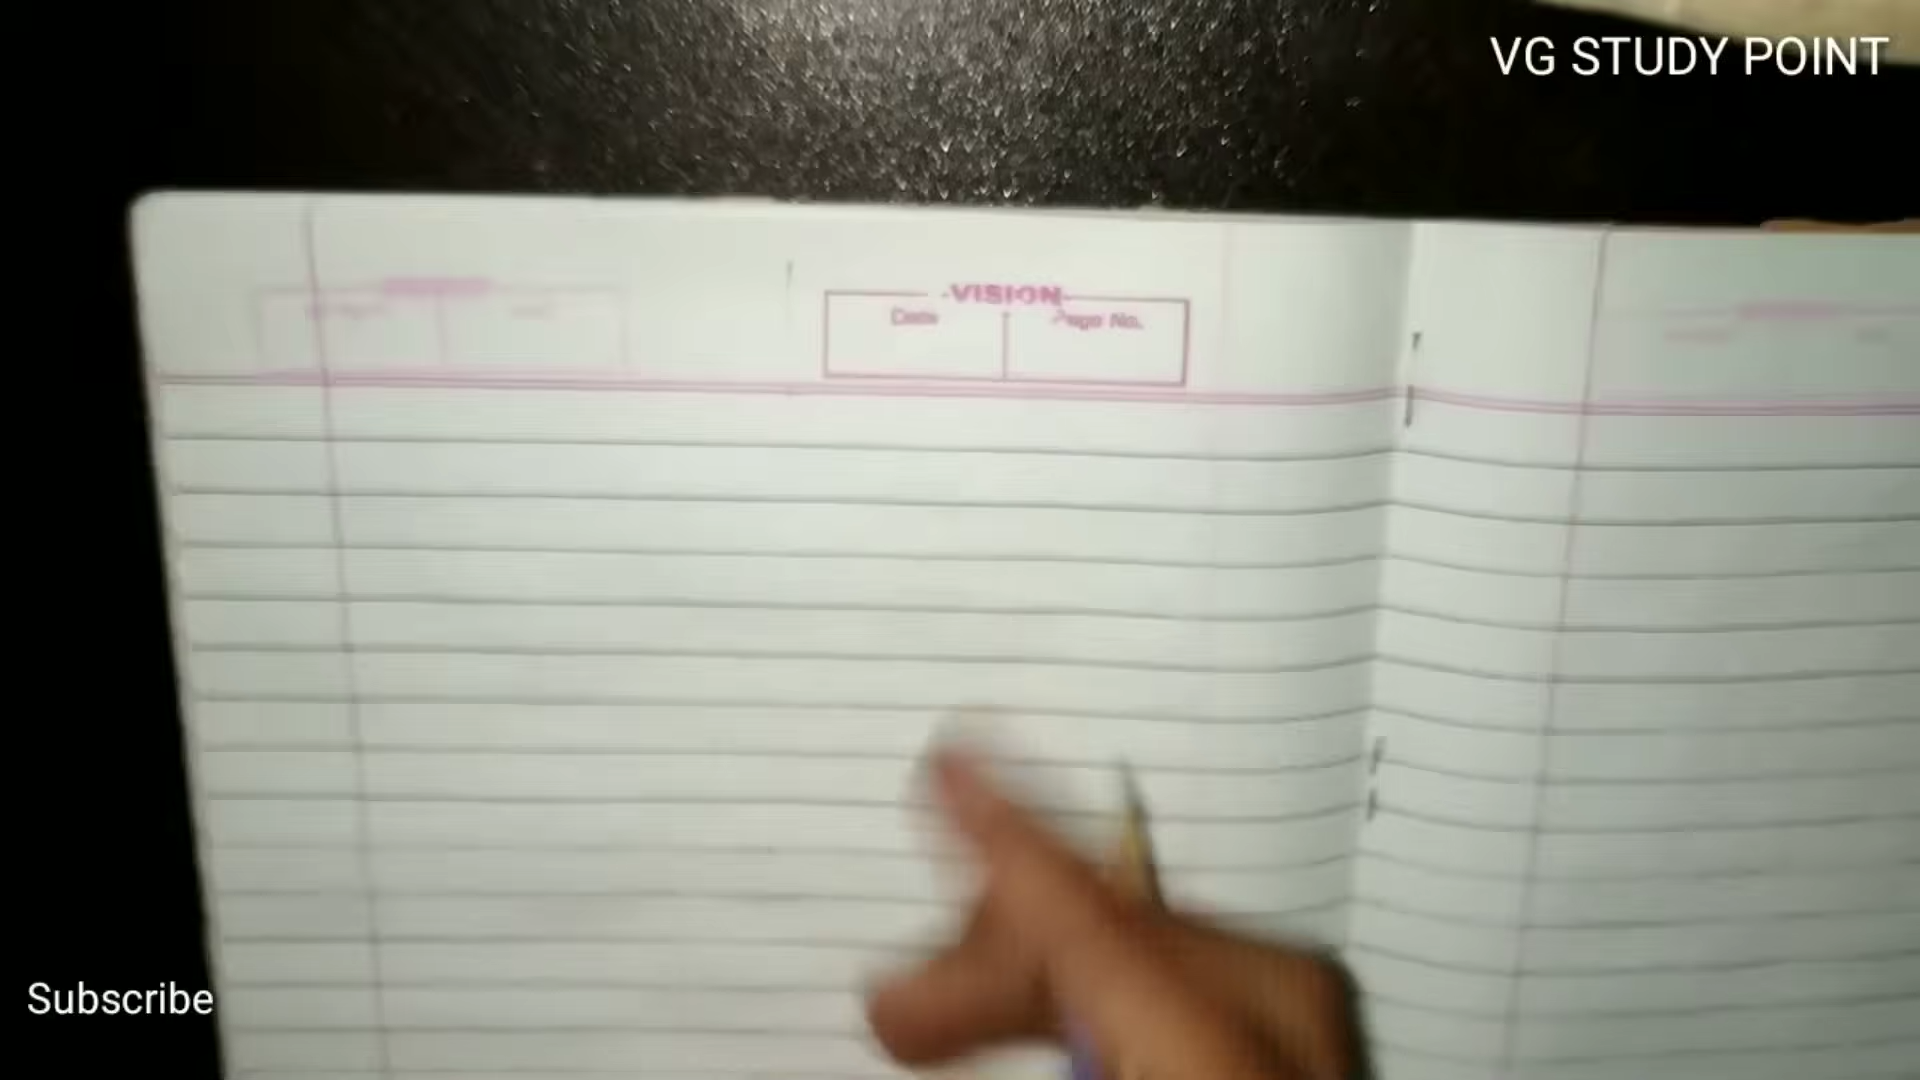 VG STUDY POINT
VISION
Date
Page No.
Subscribe